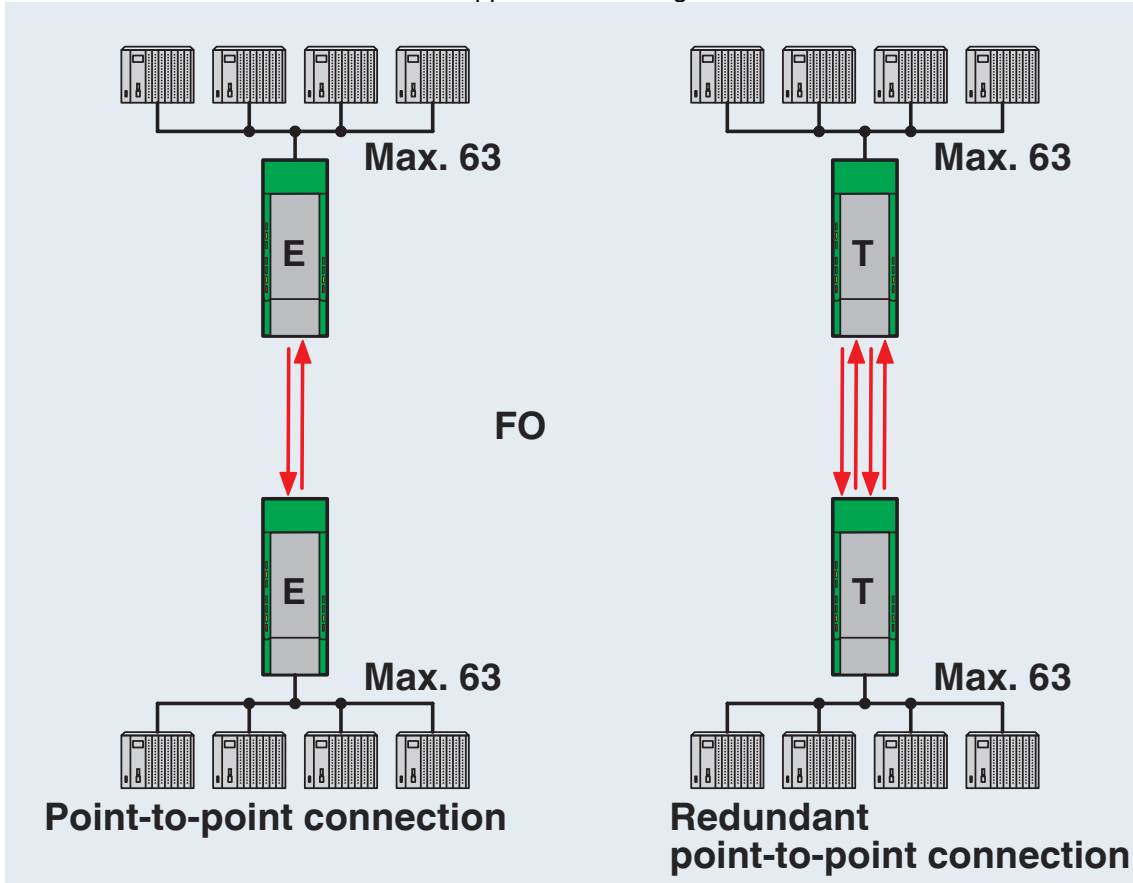 Max. 63
Max. 63
E
T
FO
E
T
Max. 63
Max. 63
Point-to-point connection
Redundant
point-to-point connection